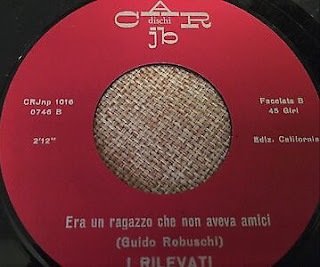 CAR
dischi
jb
CRJnp 1016
0746 B
Facciata B
45 Giri
2'12"
Ediz. California
Era un ragazzo che non aveva amici
(Guido Robuschi)
I RILEVATI